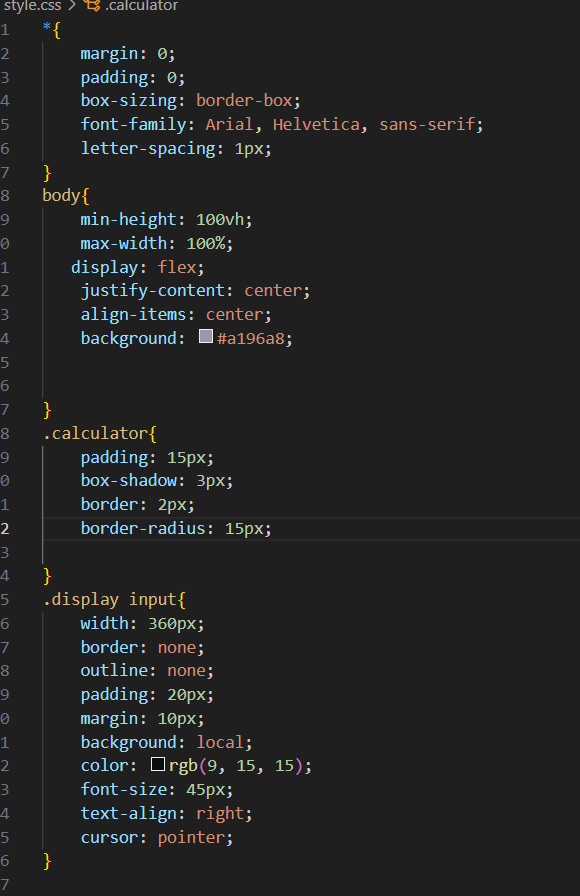 style.css > .calculator
1 *{
2 margin: 0;
3 padding: 0;
4 box-sizing: border-box;
5 font-family: Arial, Helvetica, sans-serif;
6 letter-spacing: 1px;
7 }
8 body{
9 min-height: 100vh;
0 max-width: 100%;
1 display: flex;
2 justify-content: center;
3 align-items: center;
4 background: #a196a8;
5
6
7 }
8 .calculator{
9 padding: 15px;
0 box-shadow: 3px;
1 border: 2px;
2 border-radius: 15px;
3
4 }
5 .display input{
6 width: 360px;
7 border: none;
8 outline: none;
9 padding: 20px;
0 margin: 10px;
1 background: local;
2 color: rgb(9, 15, 15);
3 font-size: 45px;
4 text-align: right;
5 cursor: pointer;
6 }
7